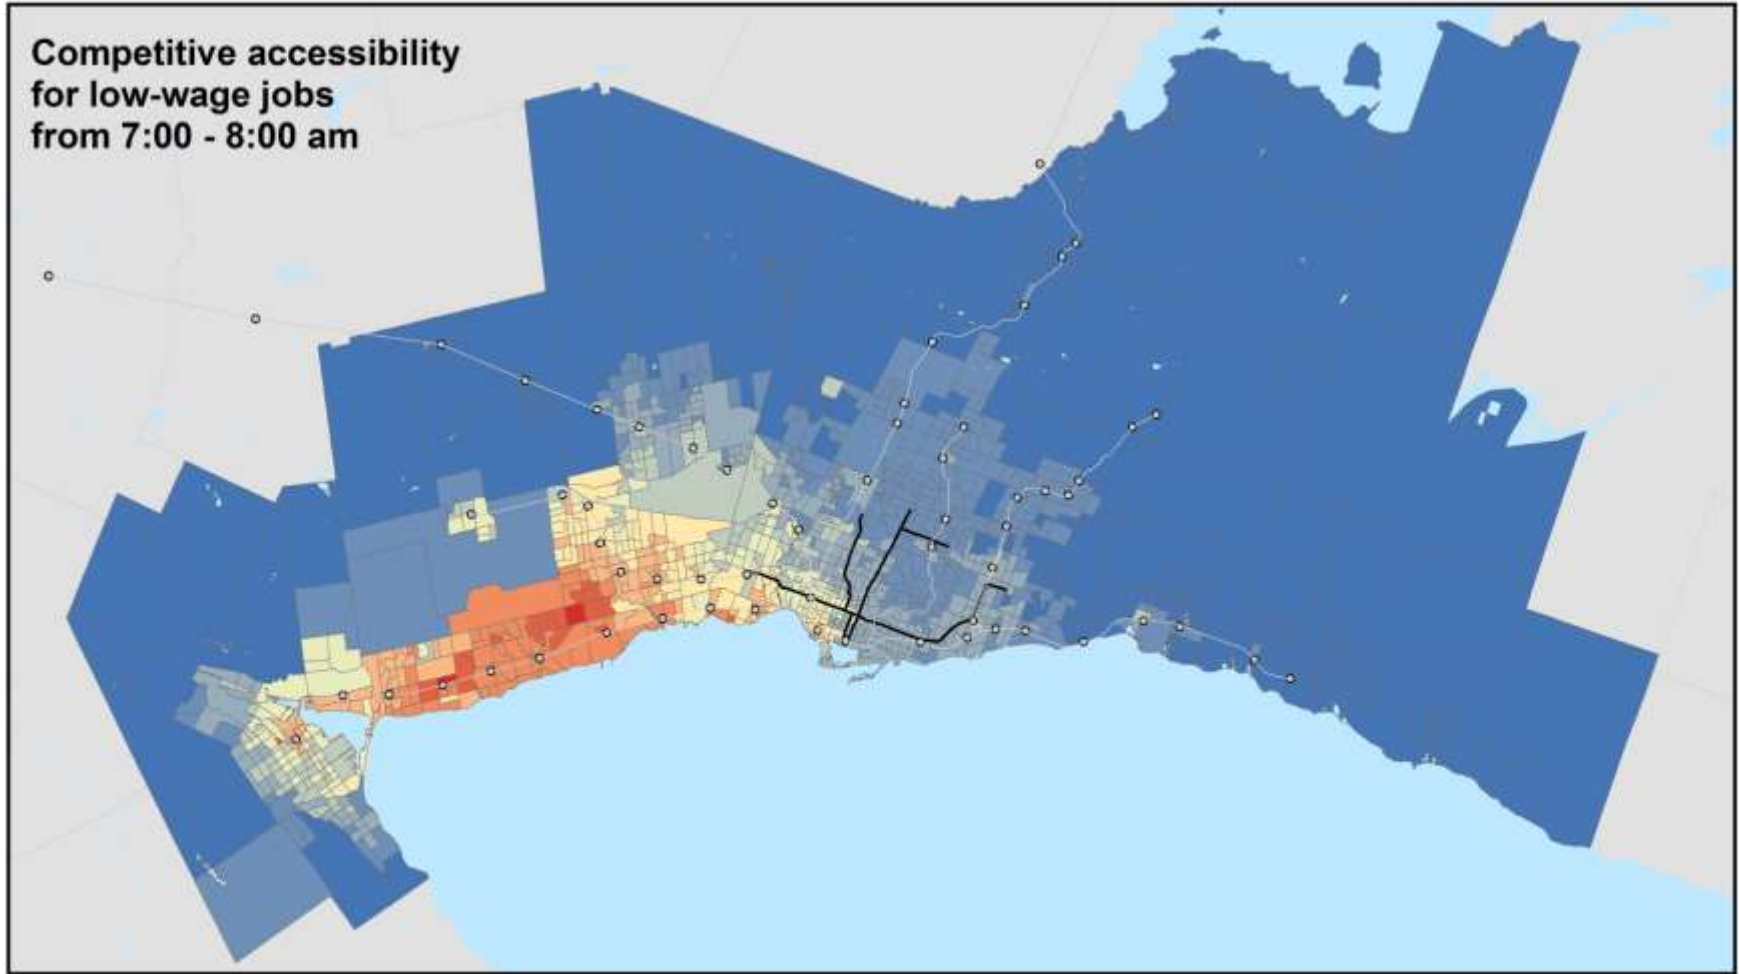 Competitive accessibility
for low-wage jobs
from 7:00 - 8:00 am